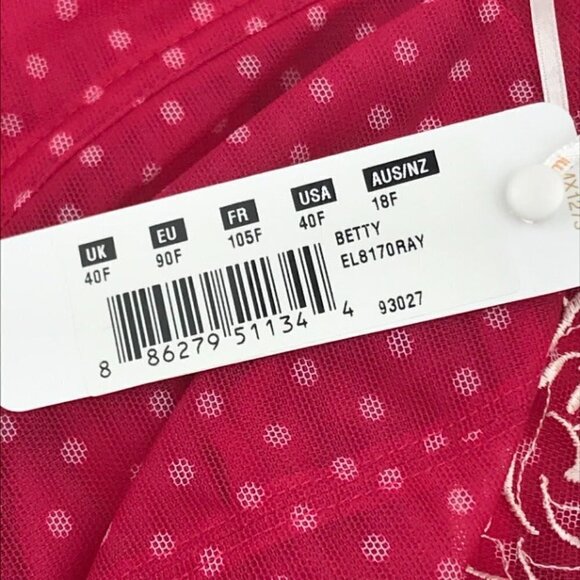 UK EU FR USA AUS/NZ
40F 90F 105F 40F 18F
BETTY
EL8170RAY
8 86279 51134 4
93027